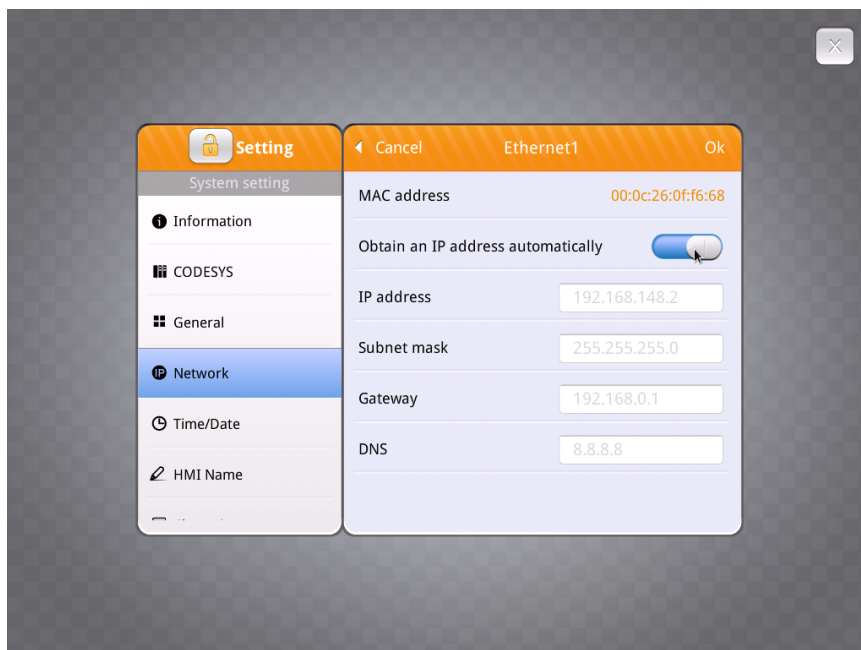 Setting
System setting
Information
CODESYS
General
Network
Time/Date
HMI Name
Cancel
Ethernet1
Ok
MAC address
00:0c:26:0f:f6:68
Obtain an IP address automatically
IP address
192.168.148.2
Subnet mask
255.255.255.0
Gateway
192.168.0.1
DNS
8.8.8.8